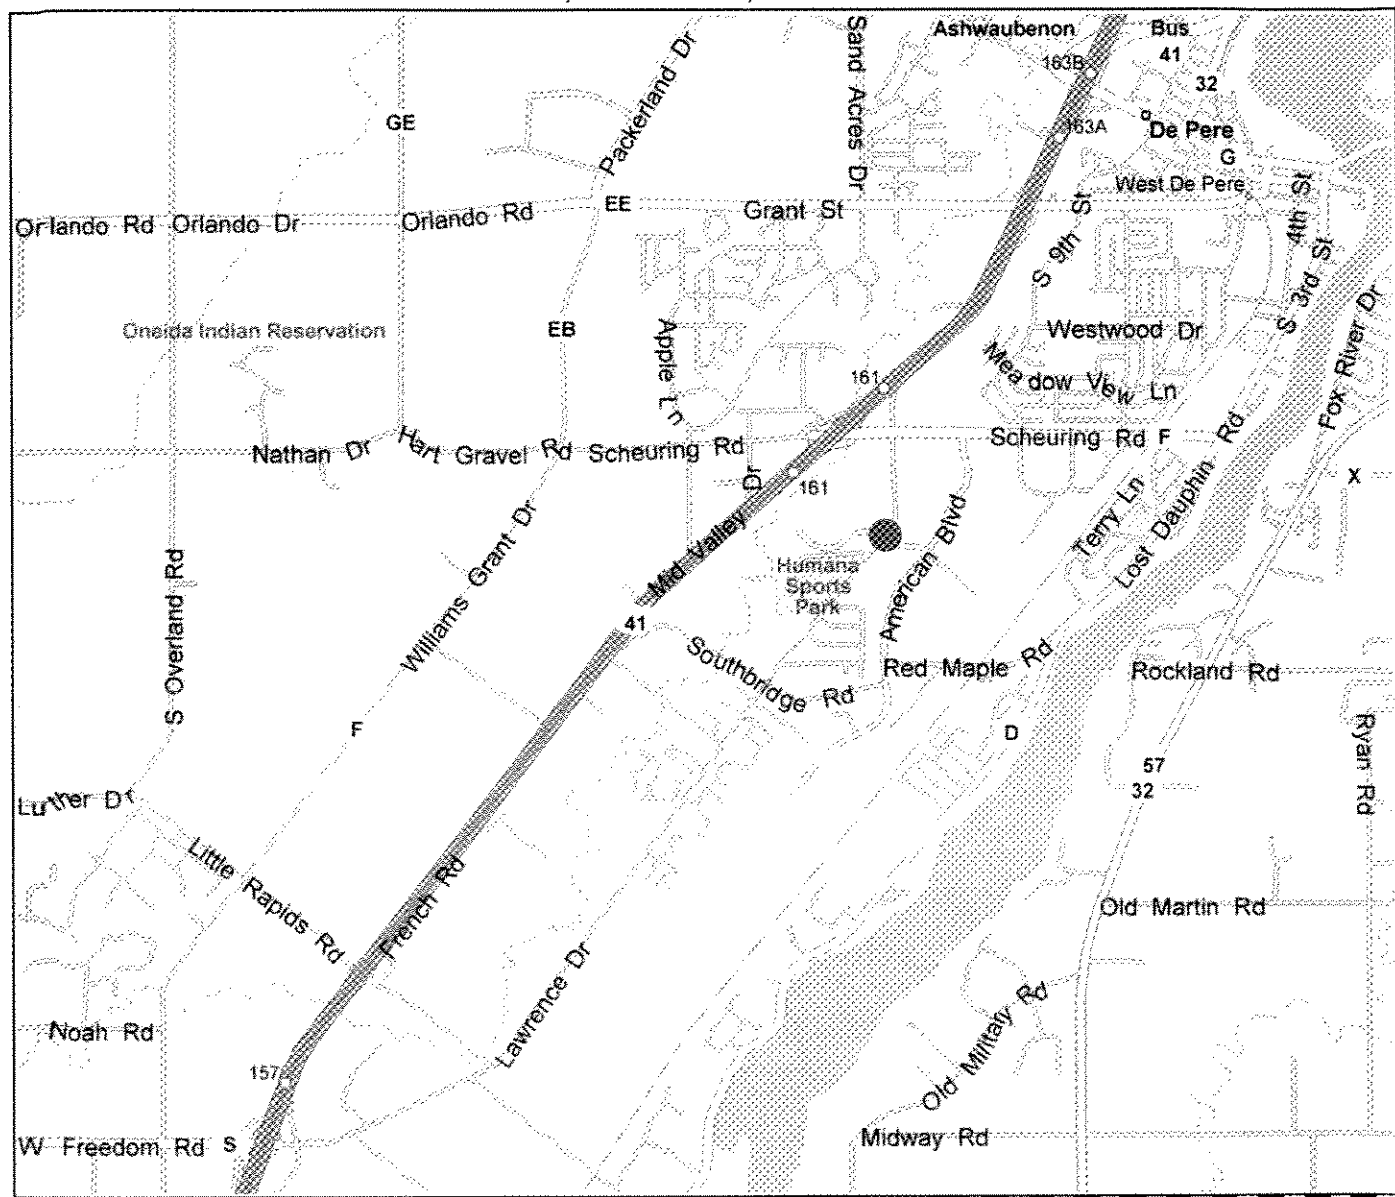 Ashwaubenon
Bus
41
163B
32
Sand Acres Dr
Packerland Dr
GE
163A
De Pere
G
West De Pere
EE
Grant St
Orlando Rd
Orlando Dr
Orlando Rd
S 9th St
4th St
S 3rd St
Oneida Indian Reservation
EB
Apple Ln
Westwood Dr
Meadow View Ln
Fox River Dr
161
Nathan Dr
Hart
Gravel Rd
Scheuring Rd
Dr
161
Scheuring Rd
F
X
Mid Valley
Humana
Sports
Park
American Blvd
Terry Ln
Lost Dauphin Rd
S Overland Rd
Williams Grant Dr
41
Southbridge Rd
Red Maple Rd
Rockland Rd
F
D
57
32
Ryan Rd
Luther Dr
Little Rapids Rd
French Rd
Old Martin Rd
Lawrence Dr
Noah Rd
Old Military Rd
157
W Freedom Rd
S
Midway Rd